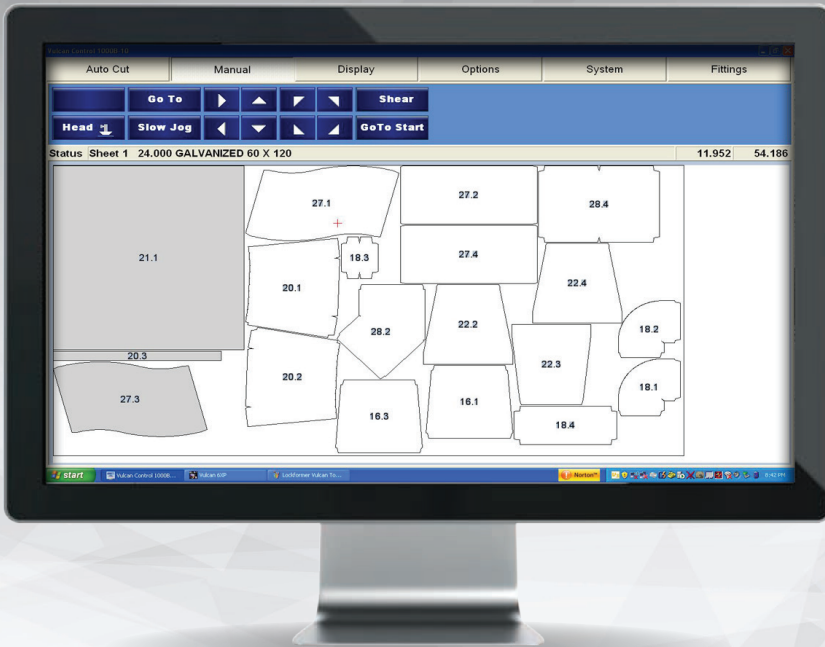 Vulcan Control 1000B-10
Auto Cut Manual Display Options System Fittings
Go To Shear
Head Slow Jog GoTo Start
Status Sheet 1 24.000 GALVANIZED 60 X 120 11.952 54.186
27.1 27.2 28.4
21.1 18.3 27.4
20.1 22.4
28.2 22.2 18.2
20.3 22.3
27.3 20.2 16.3 16.1 18.1
18.4
start Vulcan Control 1000B... Vulcan 6XP Lockformer Vulcan To... Norton™ 8:42 PM